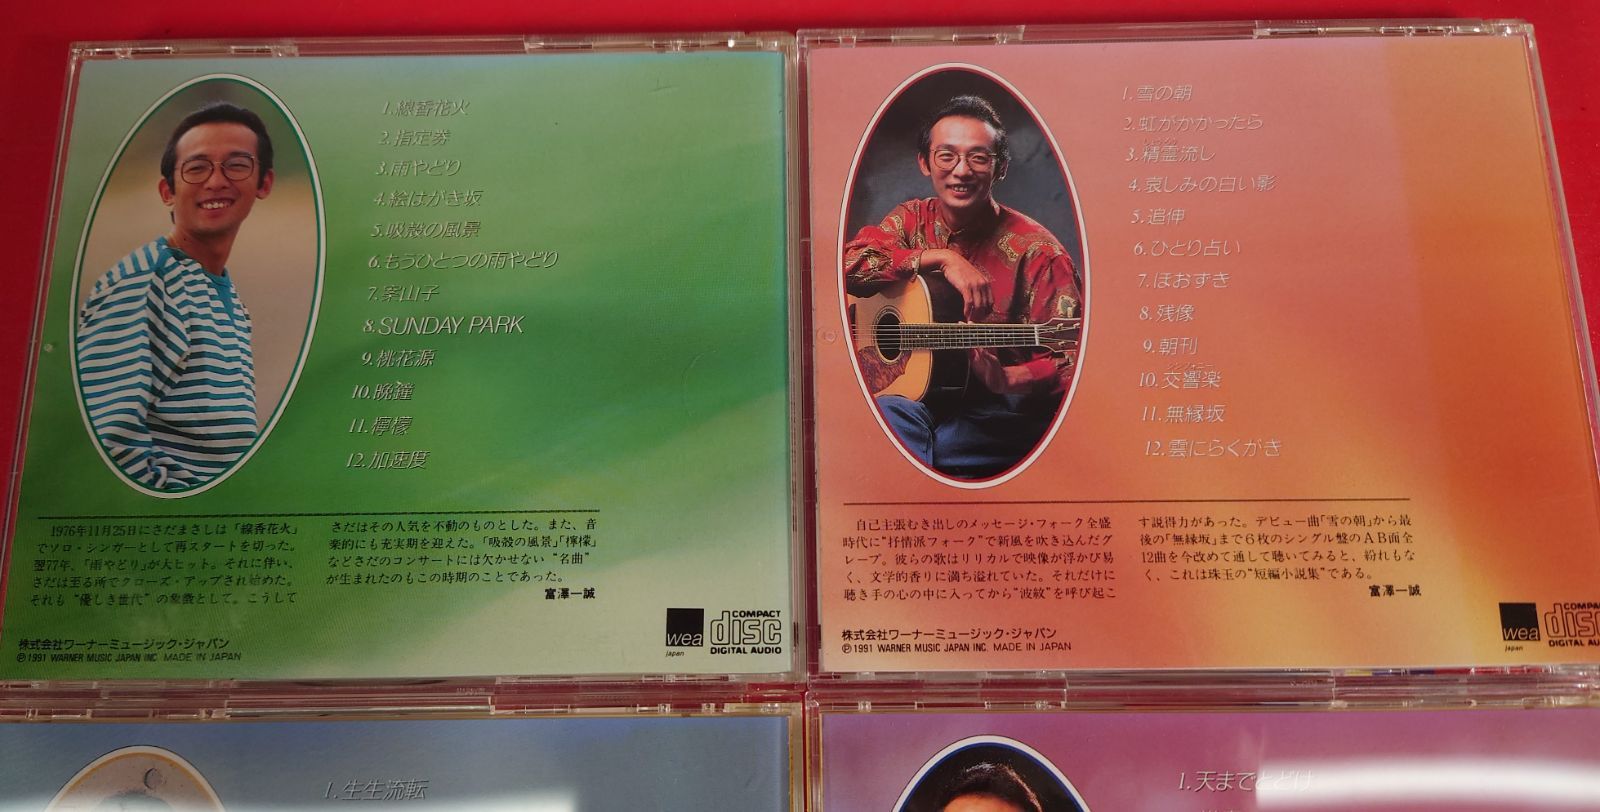 1.線香花火
2.指定券
3.雨やどり
4.絵はがき坂
5.吸殻の風景
6.もうひとつの雨やどり
7.案山子
8.SUNDAY PARK
9.桃花源
10.晩鐘
11.檸檬
12.加速度
1976年11月25日にさだまさしは「線香花火」
でソロ・シンガーとして再スタートを切った。
翌77年、「雨やどり」が大ヒット。それに伴い、
さだは至る所でクローズ・アップされ始めた。
それも“優しき世代”の象徴として。こうして
さだはその人気を不動のものとした。また、音
楽的にも充実期を迎えた。「吸殻の風景」「檸檬」
などさだのコンサートには欠かせない“名曲”
が生まれたのもこの時期のことであった。
富澤一誠
株式会社ワーナーミュージック・ジャパン
℗1991 WARNER MUSIC JAPAN INC. MADE IN JAPAN
wea
japan
COMPACT
disc
DIGITAL AUDIO
1.雪の朝
2.虹がかかったら
3.精霊流し
4.哀しみの白い影
5.追伸
6.ひとり占い
7.ほおずき
8.残像
9.朝刊
シンフォニー
10.交響楽
11.無縁坂
12.雲にらくがき
自己主張むき出しのメッセージ・フォーク全盛
時代に“抒情派フォーク”で新風を吹き込んだグ
レープ。彼らの歌はリリカルで映像が浮かび易
く、文学的香りに満ち溢れていた。それだけに
聴き手の心の中に入ってから“波紋”を呼び起こ
す説得力があった。デビュー曲「雪の朝」から最
後の「無縁坂」まで6枚のシングル盤のAB面全
12曲を今改めて通して聴いてみると、紛れもな
く、これは珠玉の“短編小説集”である。
富澤一誠
株式会社ワーナーミュージック・ジャパン
℗1991 WARNER MUSIC JAPAN INC. MADE IN JAPAN
wea
japan
1.生生流転
1.天までとどけ